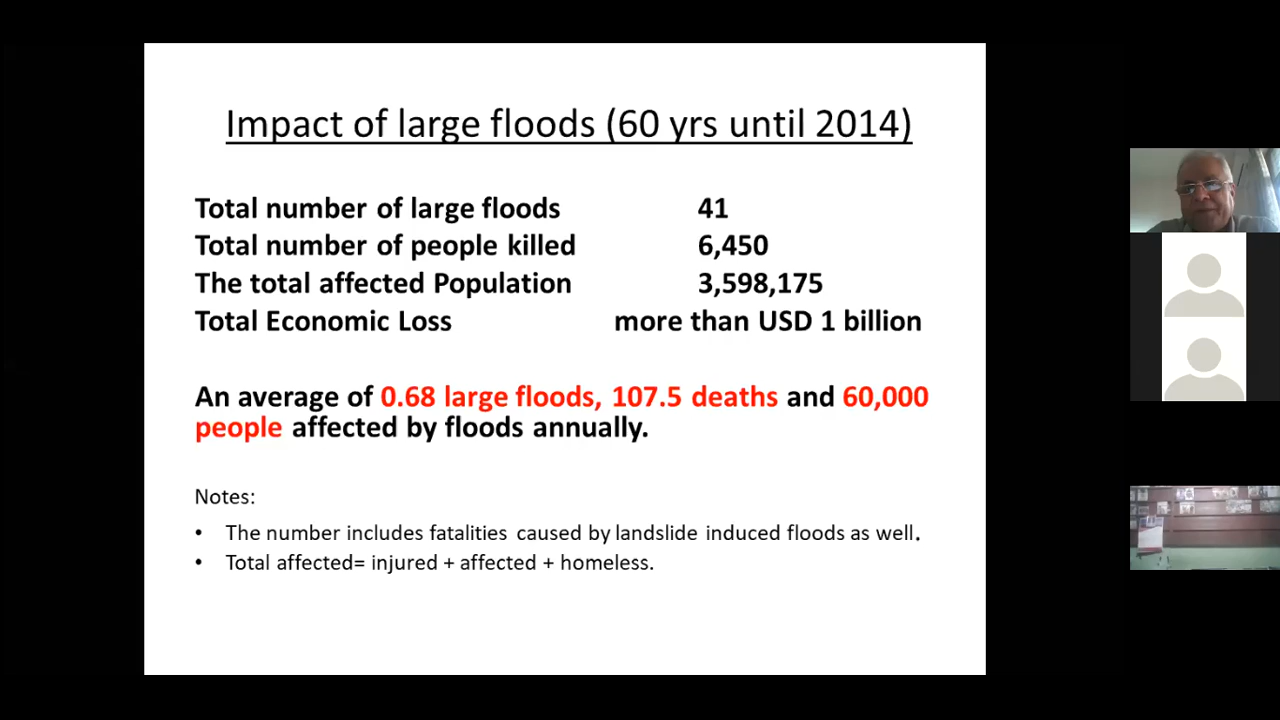 Impact of large floods (60 yrs until 2014)
Total number of large floods 41
Total number of people killed 6,450
The total affected Population 3,598,175
Total Economic Loss more than USD 1 billion
An average of 0.68 large floods, 107.5 deaths and 60,000
people affected by floods annually.
Notes:
• The number includes fatalities caused by landslide induced floods as well.
• Total affected= injured + affected + homeless.